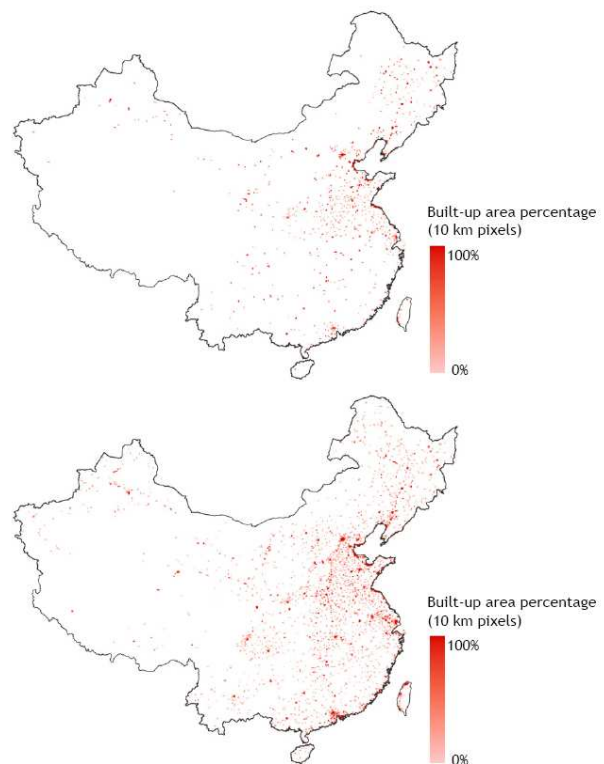 Built-up area percentage
(10 km pixels)
100%
0%
Built-up area percentage
(10 km pixels)
100%
0%